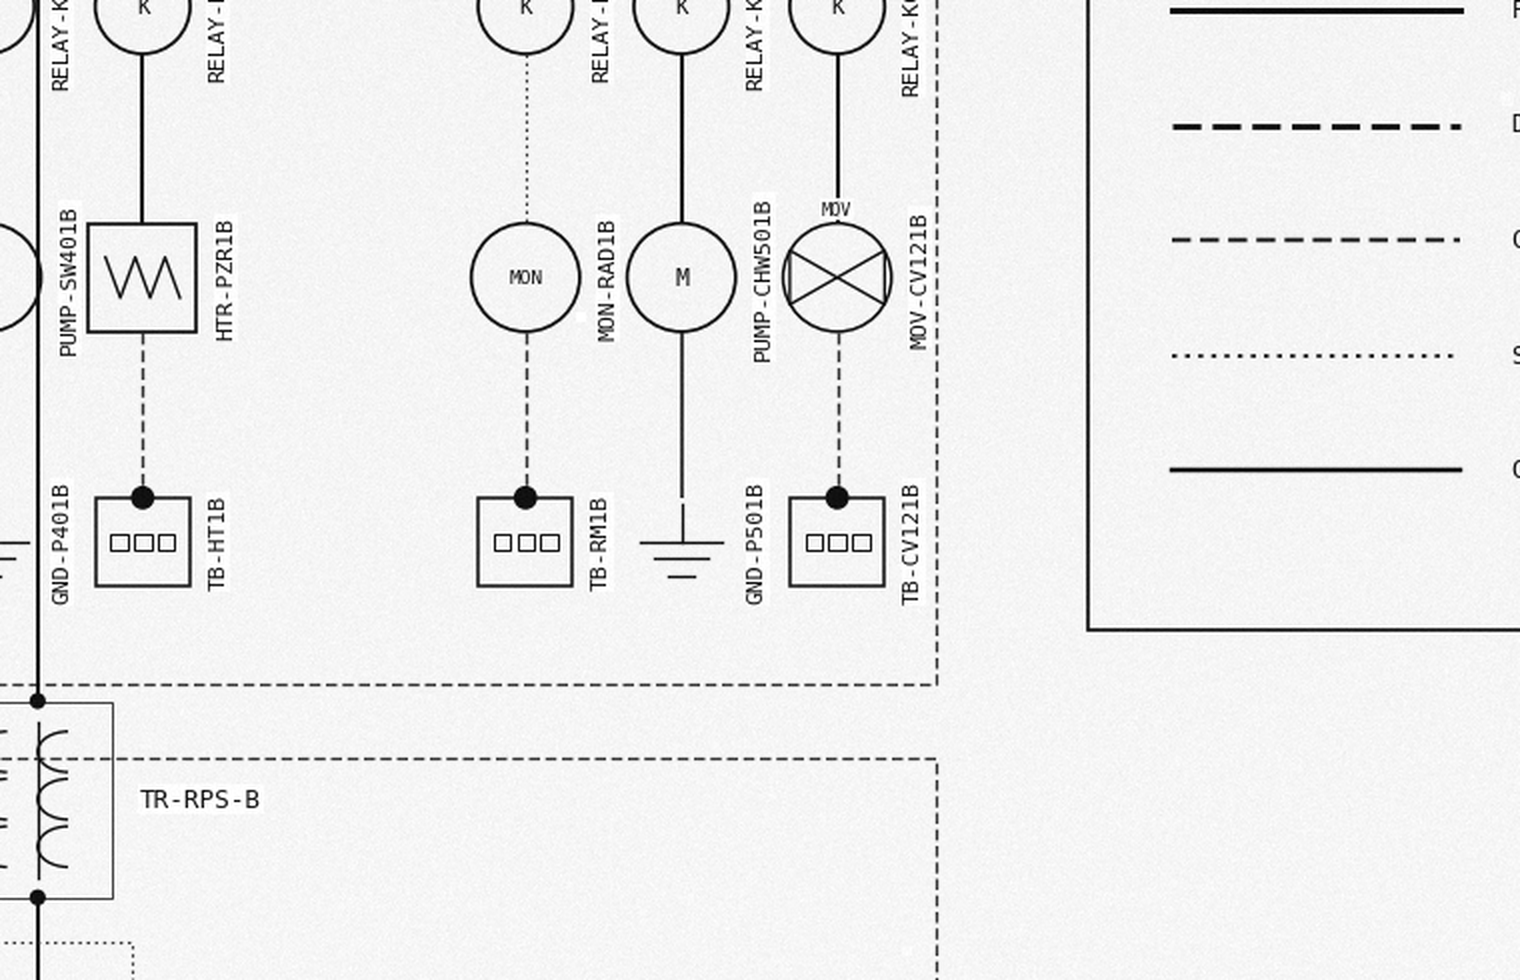 K
RELAY-K
K
RELAY-
K
RELAY-
K
RELAY-K
K
RELAY-K
PUMP-SW401B
HTR-PZR1B
MON
MON-RAD1B
M
PUMP-CHW501B
MOV
MOV-CV121B
GND-P401B
TB-HT1B
TB-RM1B
GND-P501B
TB-CV121B
TR-RPS-B